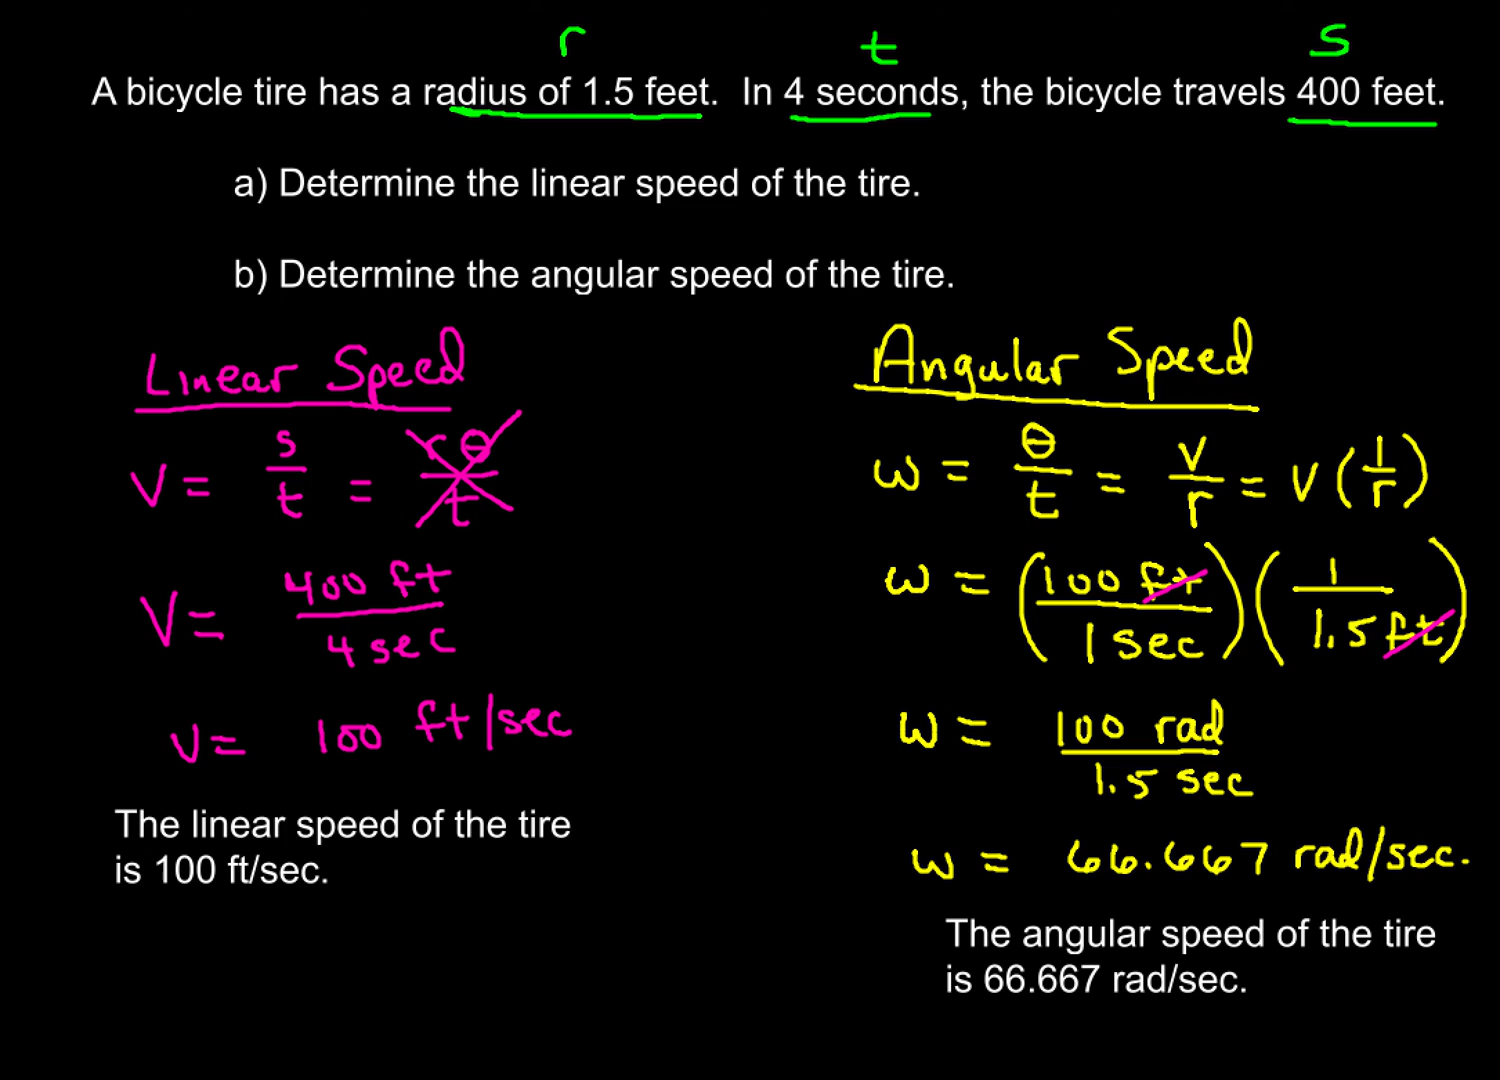 r t s
A bicycle tire has a radius of 1.5 feet. In 4 seconds, the bicycle travels 400 feet.
a) Determine the linear speed of the tire.
b) Determine the angular speed of the tire.
Linear Speed
v = s/t = rθ/t
v = 400 ft/4 sec
v = 100 ft/sec
The linear speed of the tire
is 100 ft/sec.
Angular Speed
ω = θ/t = v/r = v(1/r)
ω = (100 ft/1 sec)(1/1.5 ft)
ω = 100 rad/1.5 sec
ω = 66.667 rad/sec.
The angular speed of the tire
is 66.667 rad/sec.